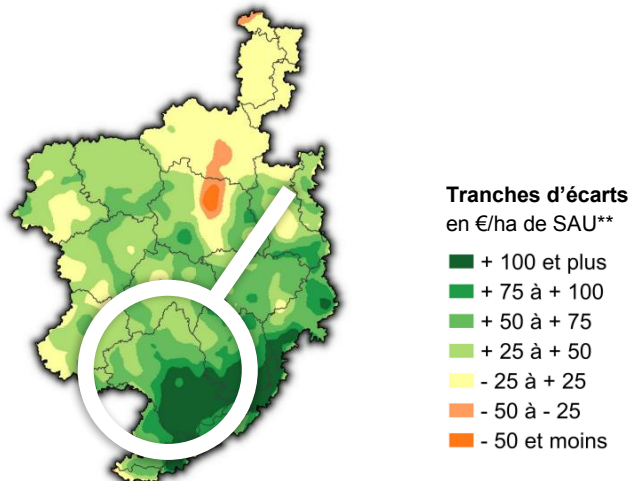 Tranches d’écarts
en €/ha de SAU**
+ 100 et plus
+ 75 à + 100
+ 50 à + 75
+ 25 à + 50
- 25 à + 25
- 50 à - 25
- 50 et moins